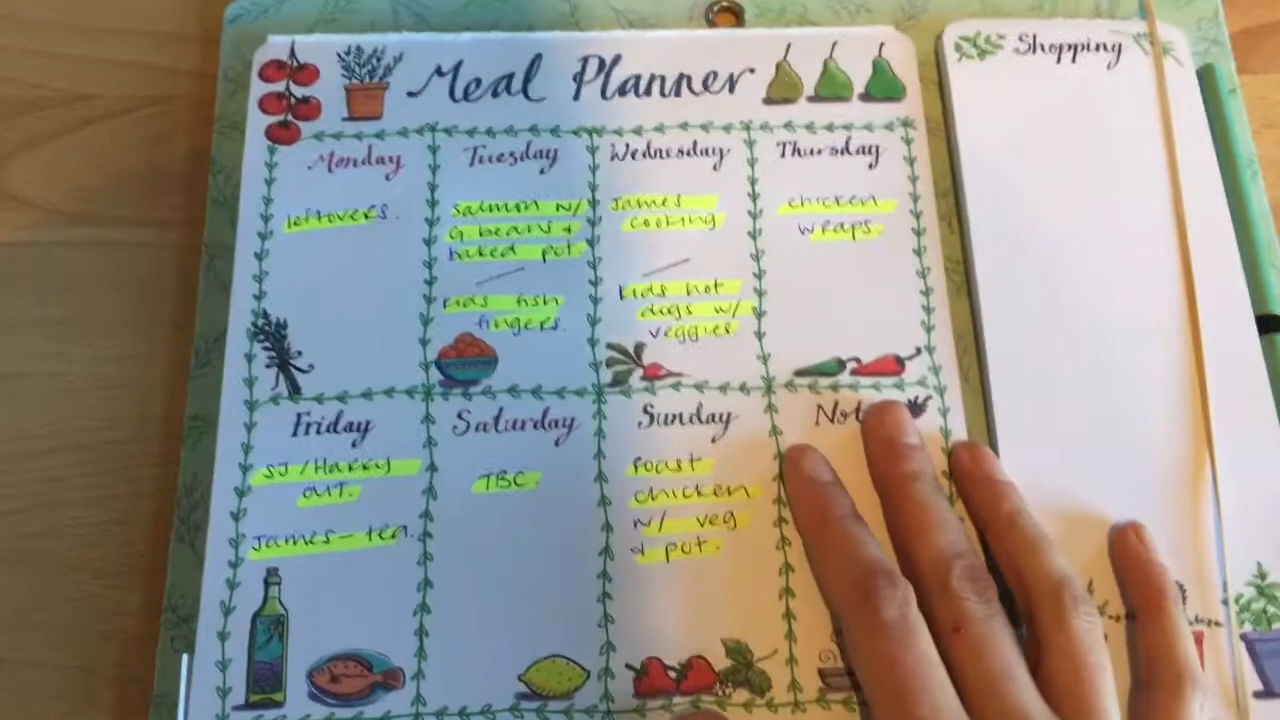 Meal Planner
Shopping
Monday
leftovers.
Tuesday
salmon w/
g.beans &
baked pot.
kids fish
fingers.
Wednesday
James
cooking
kids hot
dogs w/
veggies
Thursday
chicken
wraps.
Friday
SJ/Harry
out.
James - tea.
Saturday
TBC
Sunday
roast
chicken
w/ veg
& pot.
Not